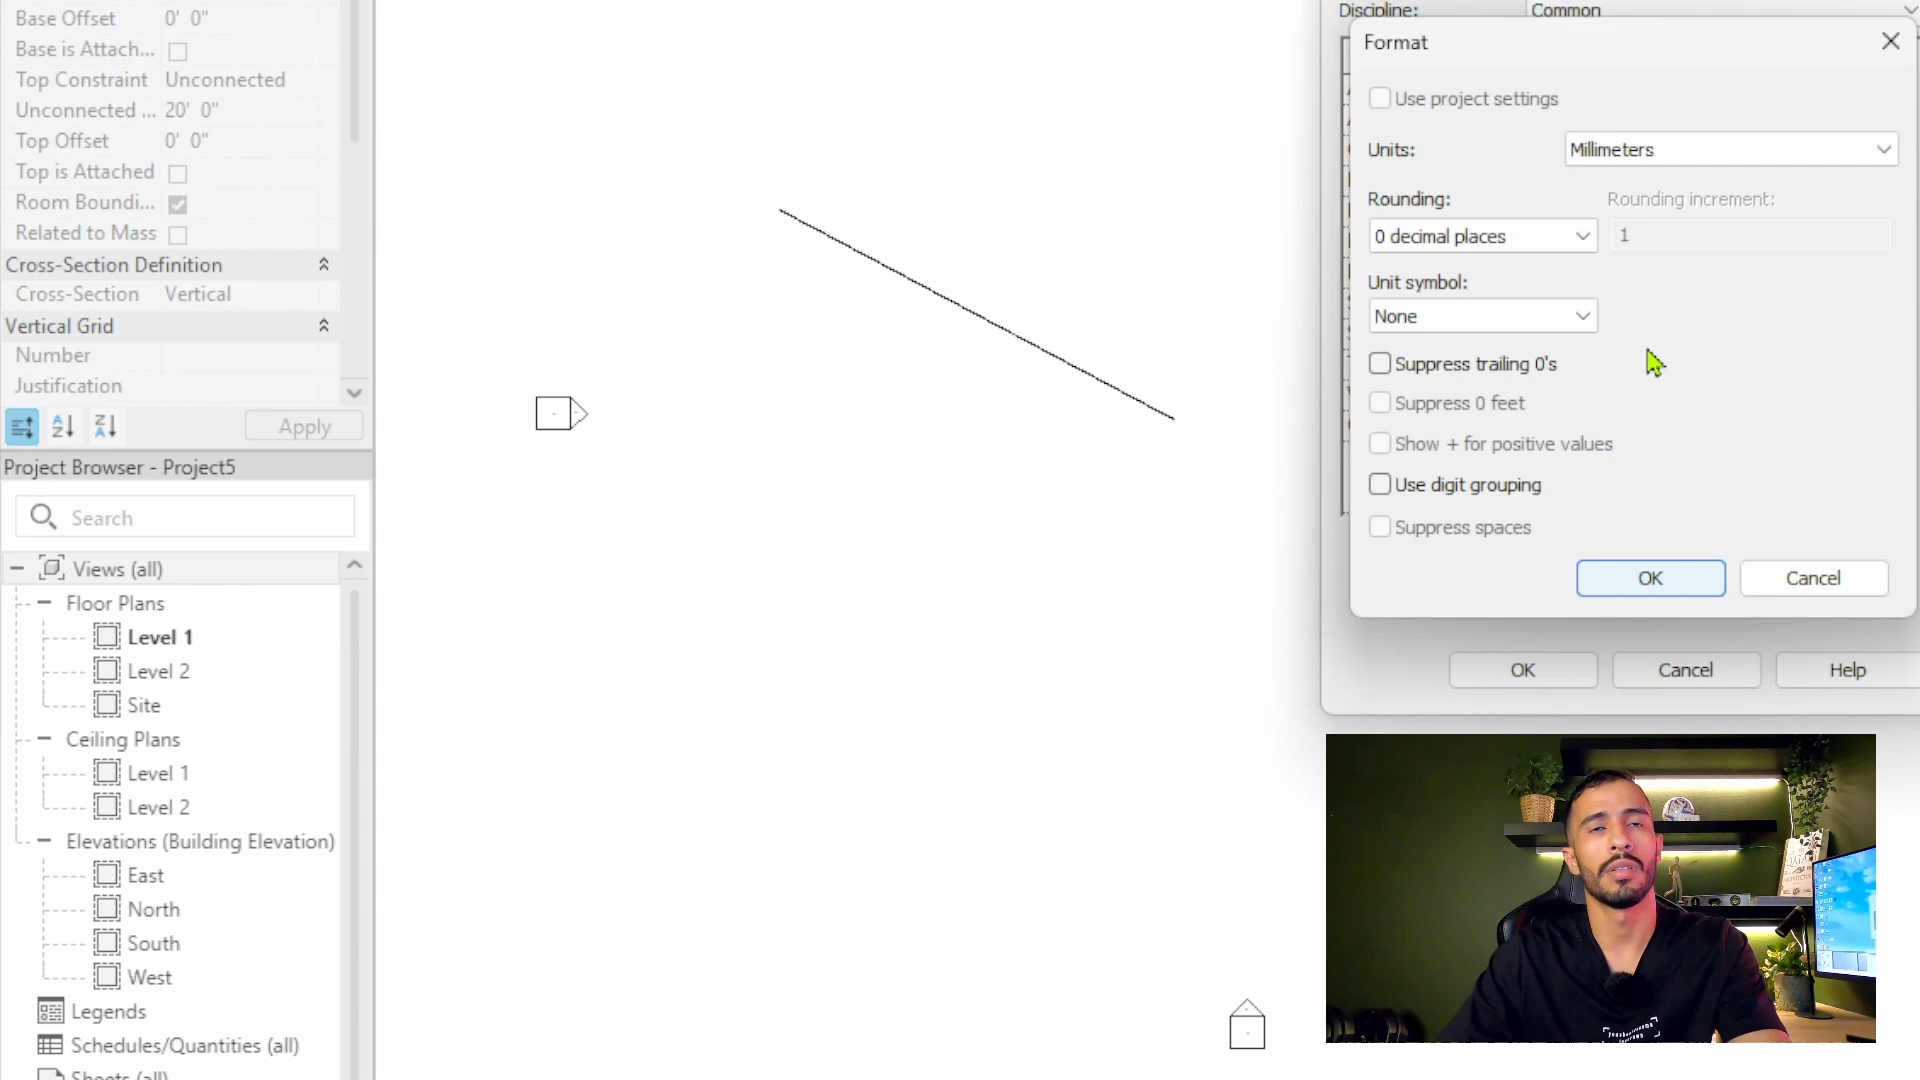 Base Offset 0' 0"
Base is Attach...
Top Constraint Unconnected
Unconnected ... 20' 0"
Top Offset 0' 0"
Top is Attached
Room Boundi...
Related to Mass
Cross-Section Definition
Cross-Section Vertical
Vertical Grid
Number
Justification
Apply
Project Browser - Project5
Search
Views (all)
Floor Plans
Level 1
Level 2
Site
Ceiling Plans
Level 1
Level 2
Elevations (Building Elevation)
East
North
South
West
Legends
Schedules/Quantities (all)
Sheets (all)
Discipline: Common
Format
Use project settings
Units: Millimeters
Rounding: Rounding increment:
0 decimal places 1
Unit symbol:
None
Suppress trailing 0's
Suppress 0 feet
Show + for positive values
Use digit grouping
Suppress spaces
OK Cancel
OK Cancel Help